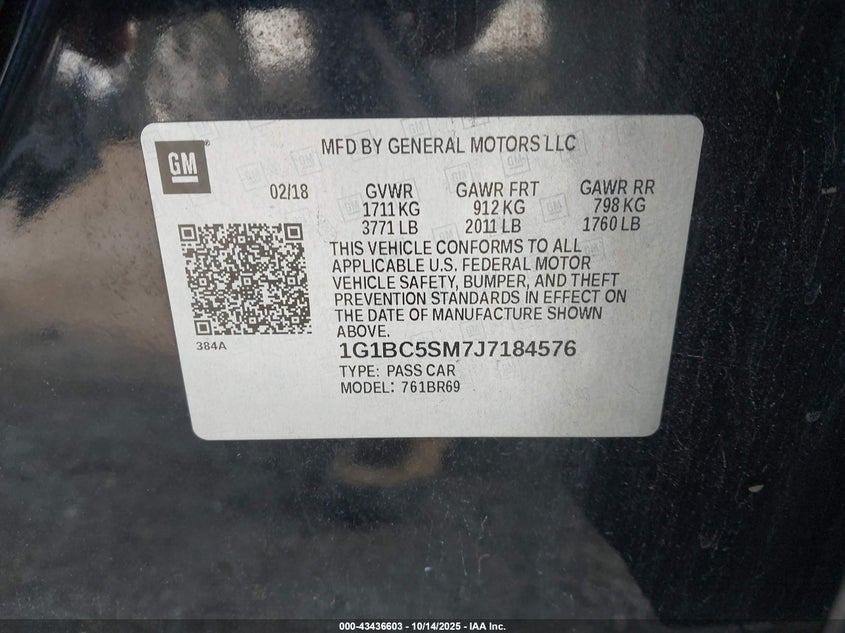 GM
MFD BY GENERAL MOTORS LLC
02/18
GVWR GAWR FRT GAWR RR
1711 KG 912 KG 798 KG
3771 LB 2011 LB 1760 LB
THIS VEHICLE CONFORMS TO ALL
APPLICABLE U.S. FEDERAL MOTOR
VEHICLE SAFETY, BUMPER, AND THEFT
PREVENTION STANDARDS IN EFFECT ON
THE DATE OF MANUFACTURE SHOWN
ABOVE.
384A
1G1BC5SM7J7184576
TYPE: PASS CAR
MODEL: 761BR69
000-43436603 - 10/14/2025 - IAA Inc.